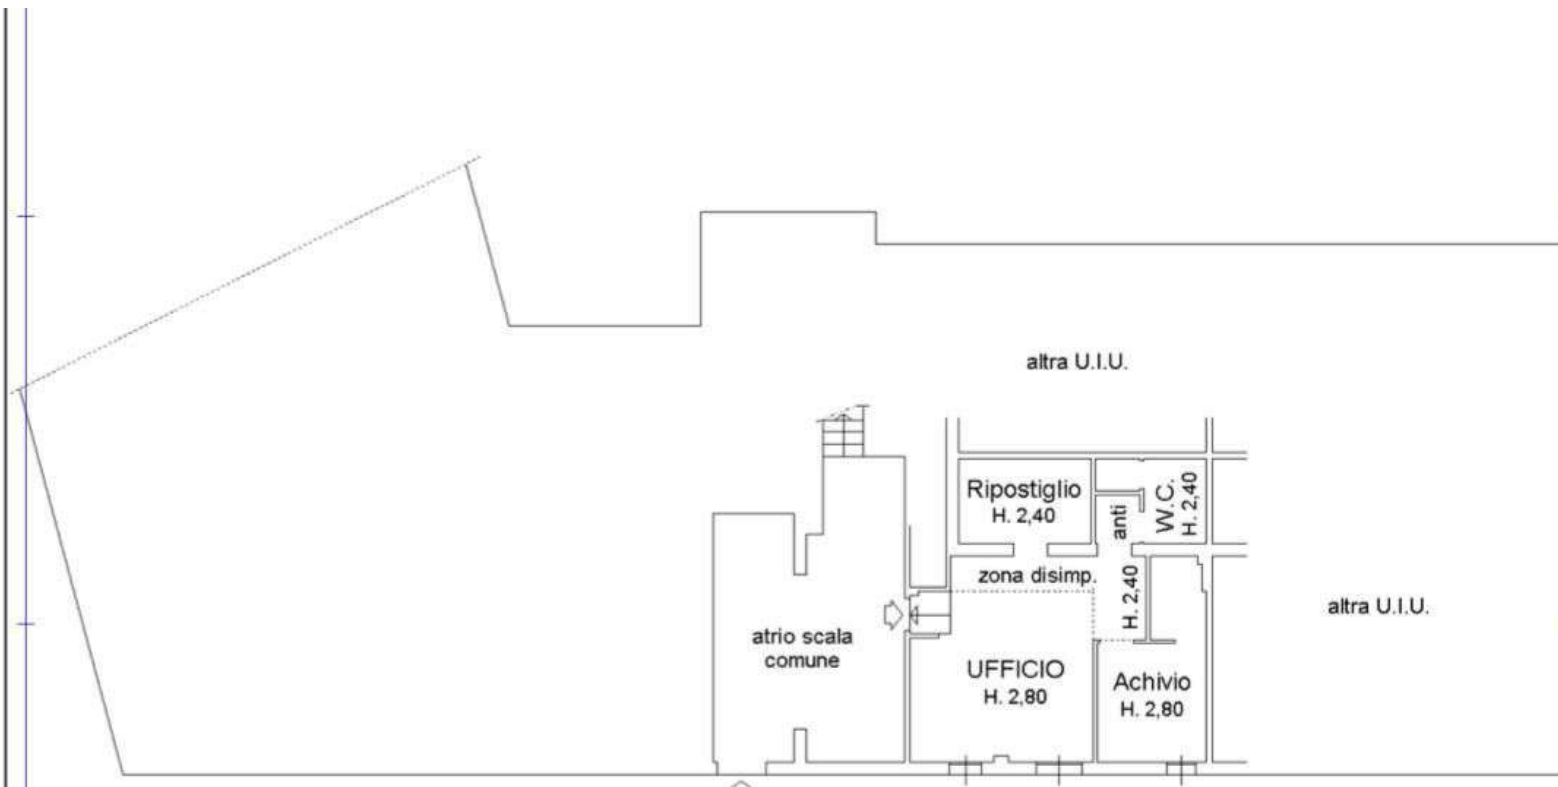 altra U.I.U.
Ripostiglio
H. 2,40
anti
W.C.
H. 2,40
zona disimp.
H. 2,40
altra U.I.U.
atrio scala
comune
UFFICIO
H. 2,80
Achivio
H. 2,80